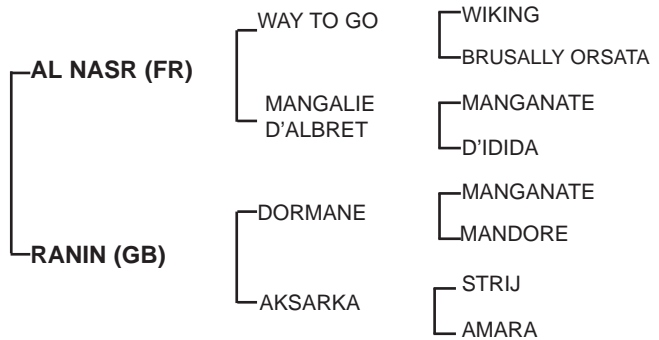 WIKING
WAY TO GO
BRUSALLY ORSATA
AL NASR (FR)
MANGANATE
MANGALIE
D'ALBRET
D'IDIDA
MANGANATE
DORMANE
MANDORE
RANIN (GB)
STRIJ
AKSARKA
AMARA